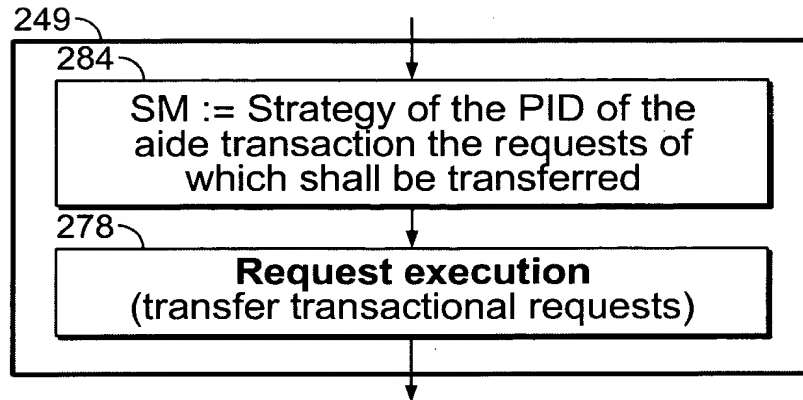 249
284
SM := Strategy of the PID of the
aide transaction the requests of
which shall be transferred
278
Request execution
(transfer transactional requests)